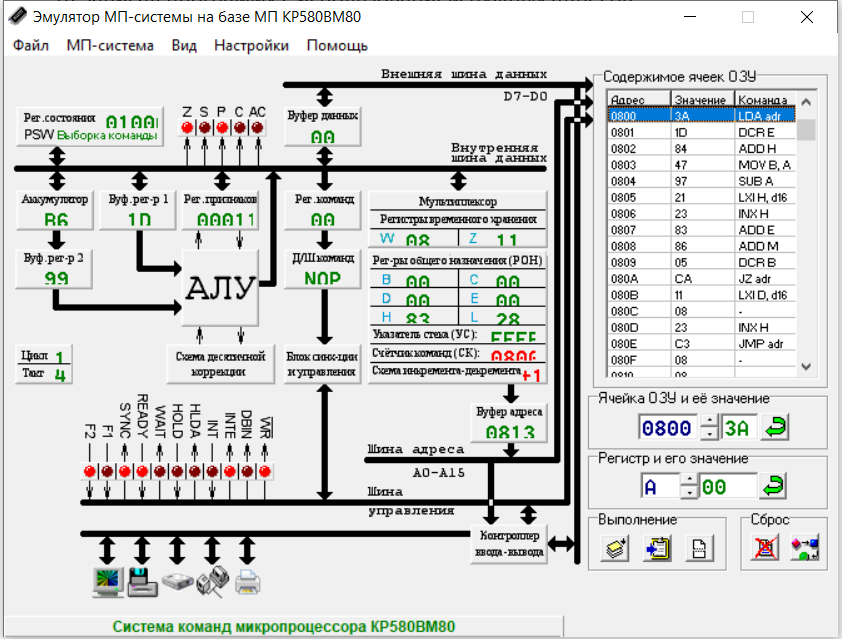 Эмулятор МП-системы на базе МП КР580ВМ80
Файл МП-система Вид Настройки Помощь
Внешняя шина данных
D7-D0
Рег.состояния
PSW Выборка команды
Z S P C AC
Буфер данных
00
Внутренняя
шина данных
Аккумулятор
B6
Буф.рег-р 1
1D
Рег.признаков
00011
Рег.команд
00
Мультиплексор
Регистры временного хранения
W 08 Z 11
Буф.рег-р 2
99
АЛУ
Д/Ш команд
NOP
Рег-ры общего назначения (РОН)
B 00 C 00
D 00 E 00
H 83 L 28
Указатель стека (УС): FFFF
Счётчик команд (СК):
Схема инкремента-декремента +1
Цикл 1
Такт 4
Схема десятичной
коррекции
Блок синх-ции
и управления
Буфер адреса
0813
F2 F1 SYNC READY WAIT HOLD HLDA INT INTE DBIN WR
Шина адреса
A0-A15
Шина
управления
Контроллер
ввода-вывода
Содержимое ячеек ОЗУ
Адрес Значение Команда
0800 3A LDA adr
0801 1D DCR E
0802 84 ADD H
0803 47 MOV B, A
0804 97 SUB A
0805 21 LXI H, d16
0806 23 INX H
0807 83 ADD E
0808 86 ADD M
0809 05 DCR B
080A CA JZ adr
080B 11 LXI D, d16
080C 08 -
080D 23 INX H
080E C3 JMP adr
080F 08 -
0810 08 -
Ячейка ОЗУ и её значение
0800 3A
Регистр и его значение
A 00
Выполнение
Сброс
Система команд микропроцессора КР580ВМ80